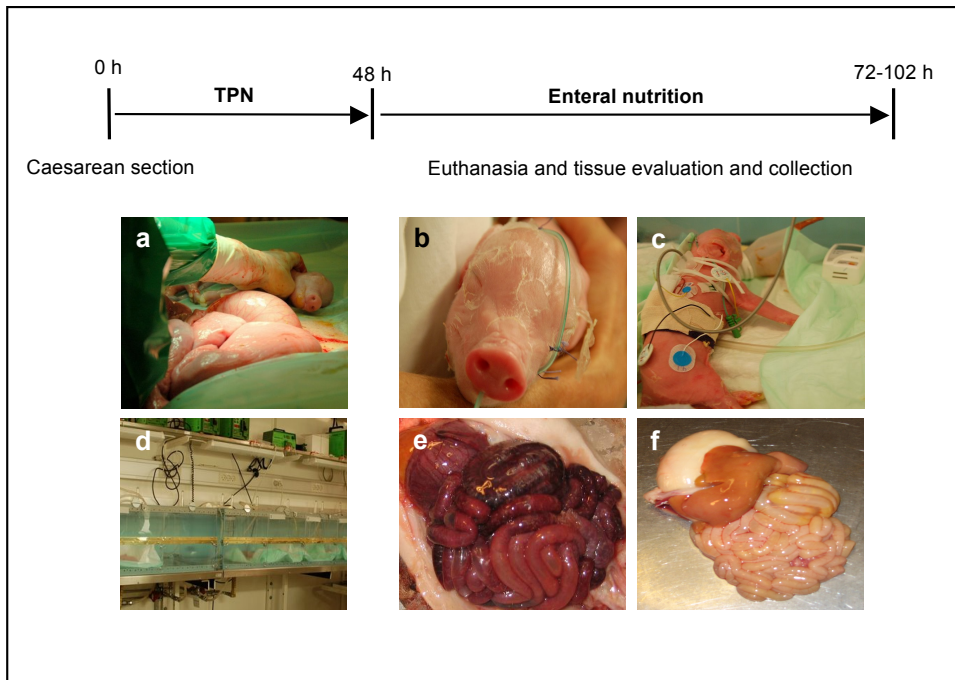 0 h
48 h
72-102 h
TPN
Enteral nutrition
Caesarean section
Euthanasia and tissue evaluation and collection
a
b
c
d
e
f